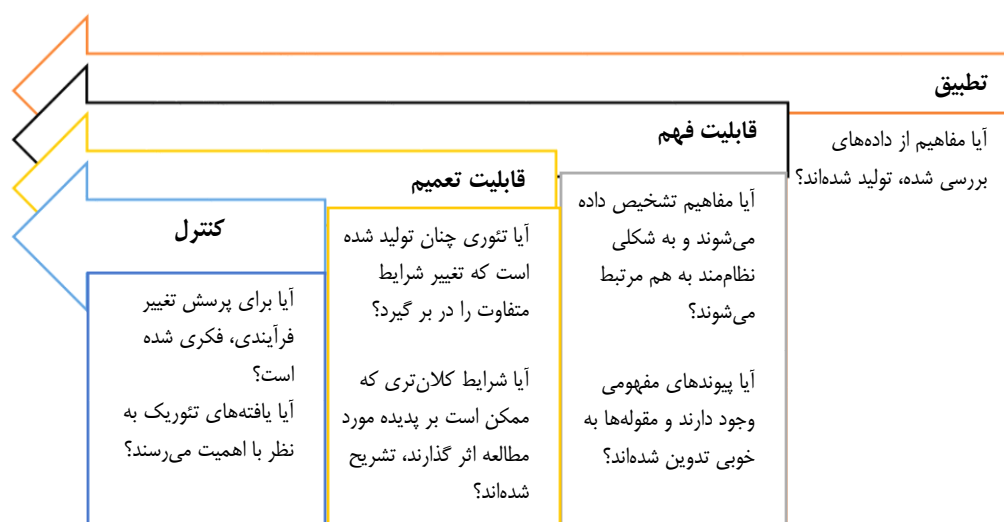 تطبیق
آیا مفاهیم از داده‌های
بررسی شده، تولید شده‌اند؟
قابلیت فهم
آیا مفاهیم تشخیص داده
می‌شوند و به شکلی
نظام‌مند به هم مرتبط
می‌شوند؟
آیا پیوندهای مفهومی
وجود دارند و مقوله‌ها به
خوبی تدوین شده‌اند؟
قابلیت تعمیم
آیا تئوری چنان تولید شده
است که تغییر شرایط
متفاوت را در بر گیرد؟
آیا شرایط کلان‌تری که
ممکن است بر پدیده مورد
مطالعه اثر گذارند، تشریح
شده‌اند؟
کنترل
آیا برای پرسش تغییر
فرآیندی، فکری شده
است؟
آیا یافته‌های تئوریک به
نظر با اهمیت می‌رسند؟